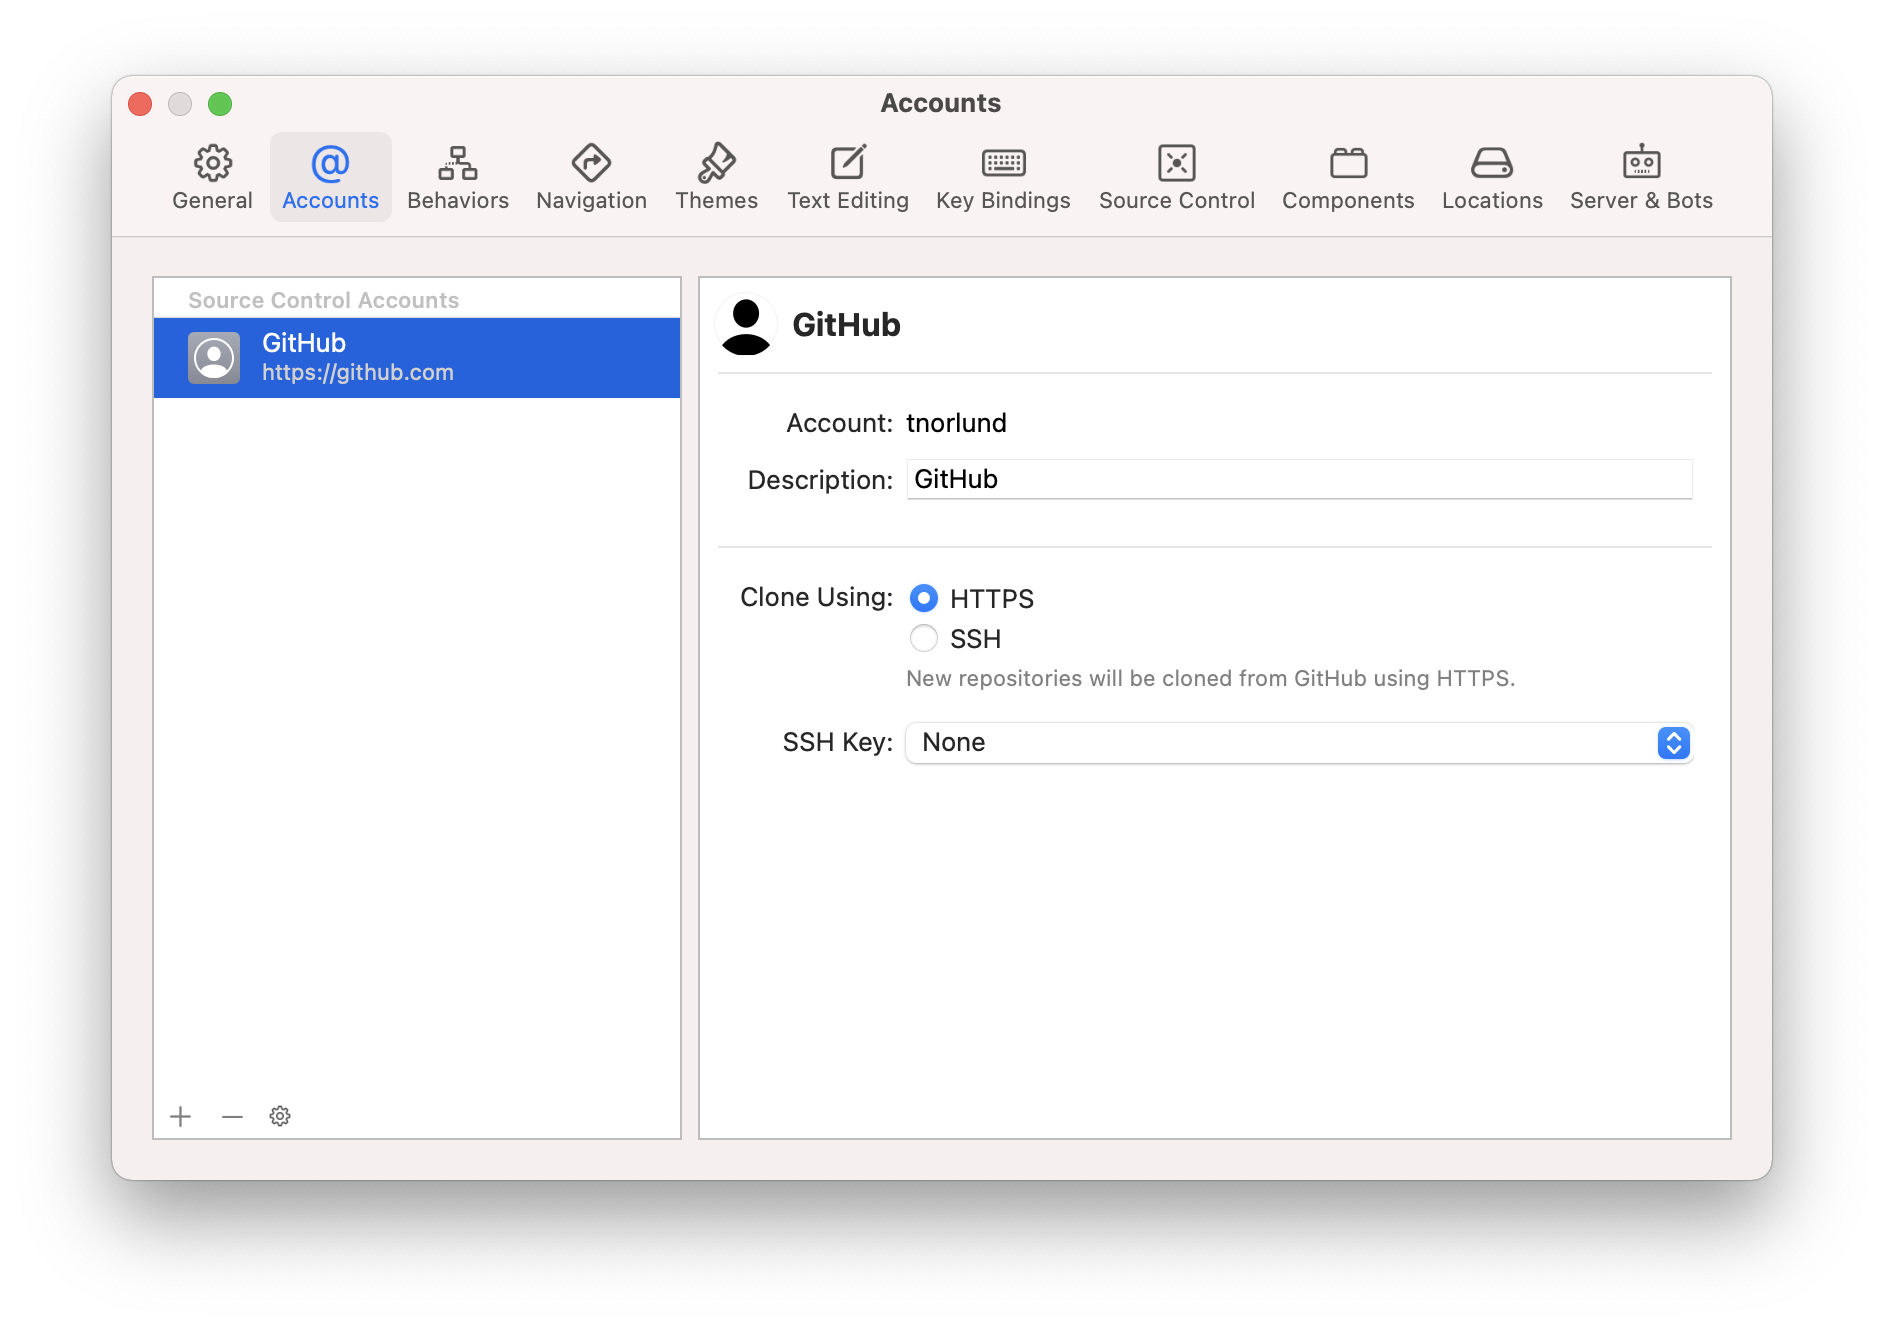 Accounts
General
Accounts
Behaviors
Navigation
Themes
Text Editing
Key Bindings
Source Control
Components
Locations
Server & Bots
Source Control Accounts
GitHub
https://github.com
GitHub
Account: tnorlund
Description: GitHub
Clone Using: HTTPS
SSH
New repositories will be cloned from GitHub using HTTPS.
SSH Key: None